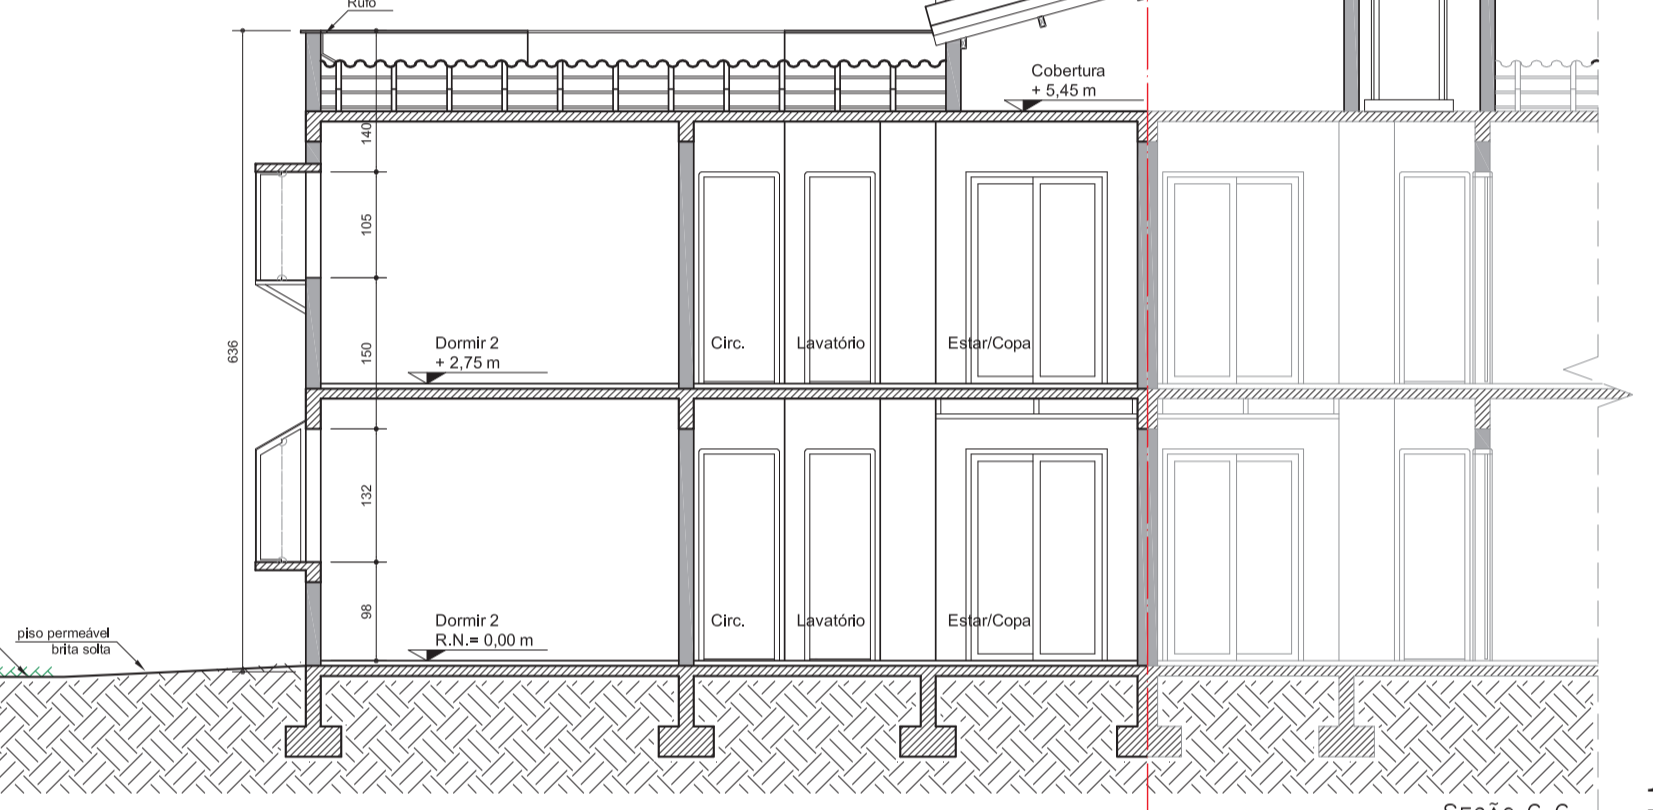 Rufo
Cobertura
+ 5,45 m
140
105
636
150
Dormir 2
+ 2,75 m
Circ.
Lavatório
Estar/Copa
132
98
Dormir 2
R.N.= 0,00 m
Circ.
Lavatório
Estar/Copa
piso permeável
brita solta